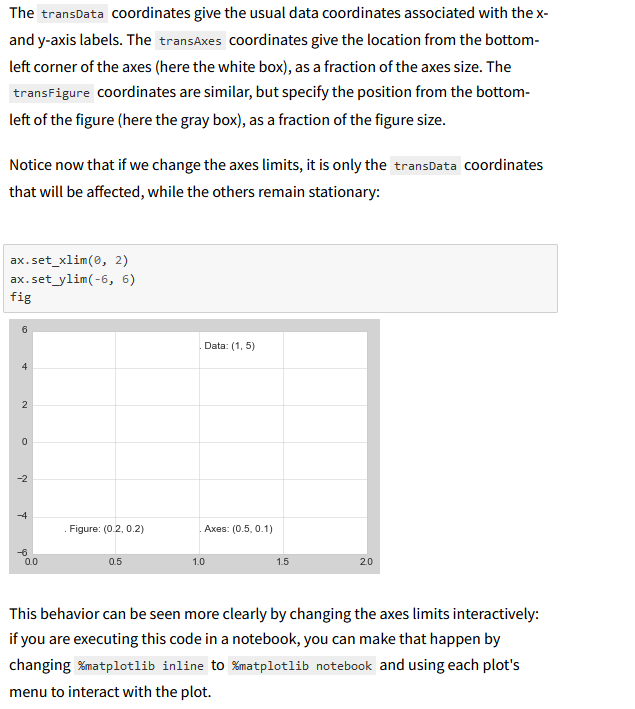 The transData coordinates give the usual data coordinates associated with the x-
and y-axis labels. The transAxes coordinates give the location from the bottom-
left corner of the axes (here the white box), as a fraction of the axes size. The
transFigure coordinates are similar, but specify the position from the bottom-
left of the figure (here the gray box), as a fraction of the figure size.
Notice now that if we change the axes limits, it is only the transData coordinates
that will be affected, while the others remain stationary:
ax.set_xlim(0, 2)
ax.set_ylim(-6, 6)
fig
6
. Data: (1, 5)
4
2
0
−2
−4
. Figure: (0.2, 0.2) . Axes: (0.5, 0.1)
−6
0.0 0.5 1.0 1.5 2.0
This behavior can be seen more clearly by changing the axes limits interactively:
if you are executing this code in a notebook, you can make that happen by
changing %matplotlib inline to %matplotlib notebook and using each plot's
menu to interact with the plot.